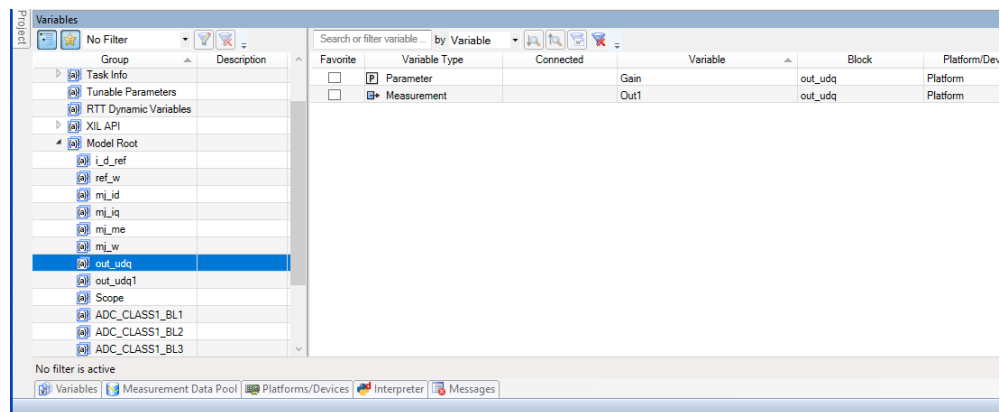 Project
Variables
No Filter
Search or filter variable ... by Variable
Group Description
Favorite Variable Type Connected Variable Block Platform/Dev
Task Info
Tunable Parameters
RTT Dynamic Variables
XIL API
Model Root
i_d_ref
ref_w
mj_id
mj_iq
mj_me
mj_w
out_udq
out_udq1
Scope
ADC_CLASS1_BL1
ADC_CLASS1_BL2
ADC_CLASS1_BL3
P Parameter Gain out_udq Platform
Measurement Out1 out_udq Platform
No filter is active
Variables Measurement Data Pool Platforms/Devices Interpreter Messages